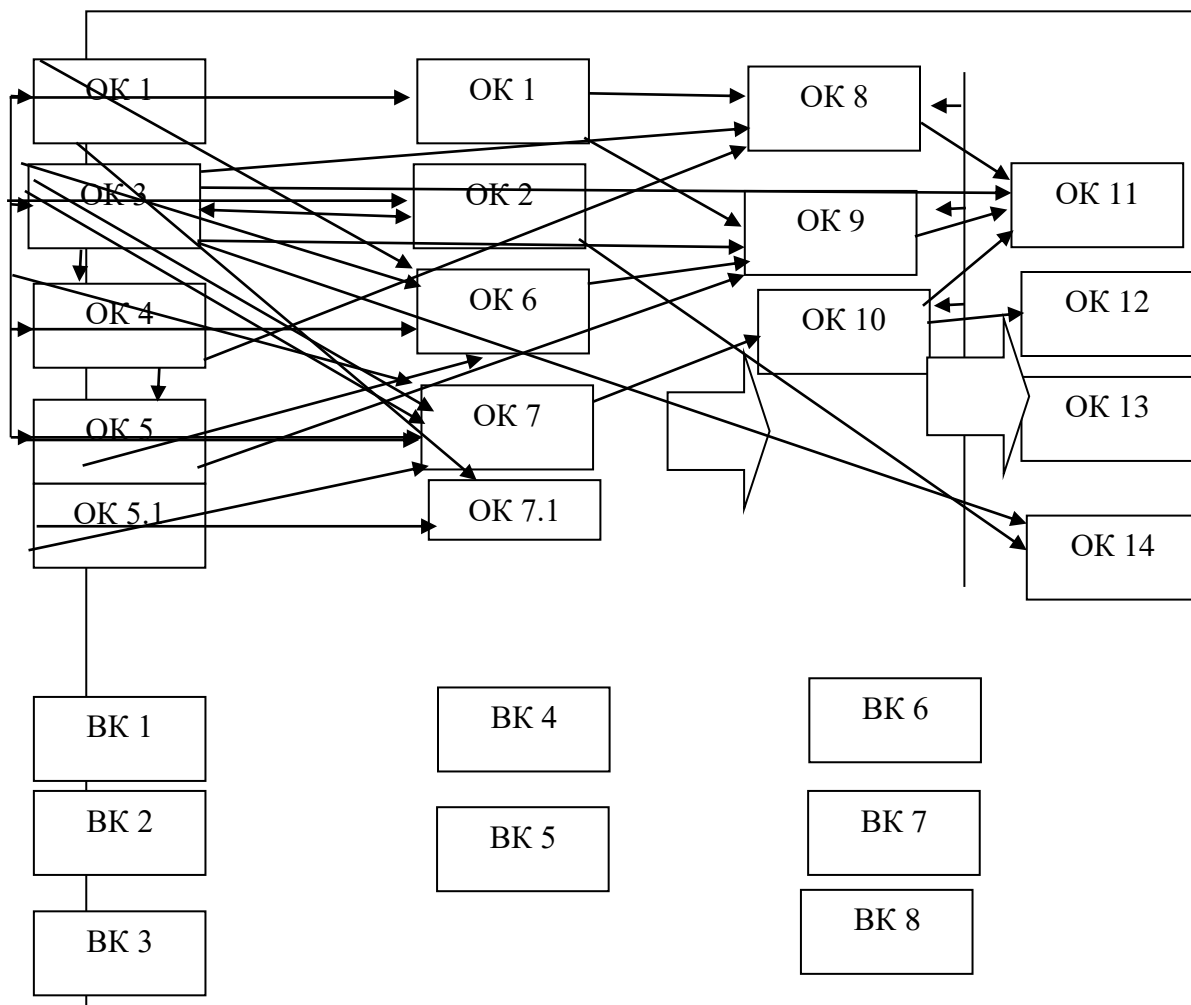 ОК 1
ОК 3
ОК 4
ОК 5
ОК 5.1
ОК 1
ОК 2
ОК 6
ОК 7
ОК 7.1
ОК 8
ОК 9
ОК 10
ОК 11
ОК 12
ОК 13
ОК 14
ВК 1
ВК 2
ВК 3
ВК 4
ВК 5
ВК 6
ВК 7
ВК 8